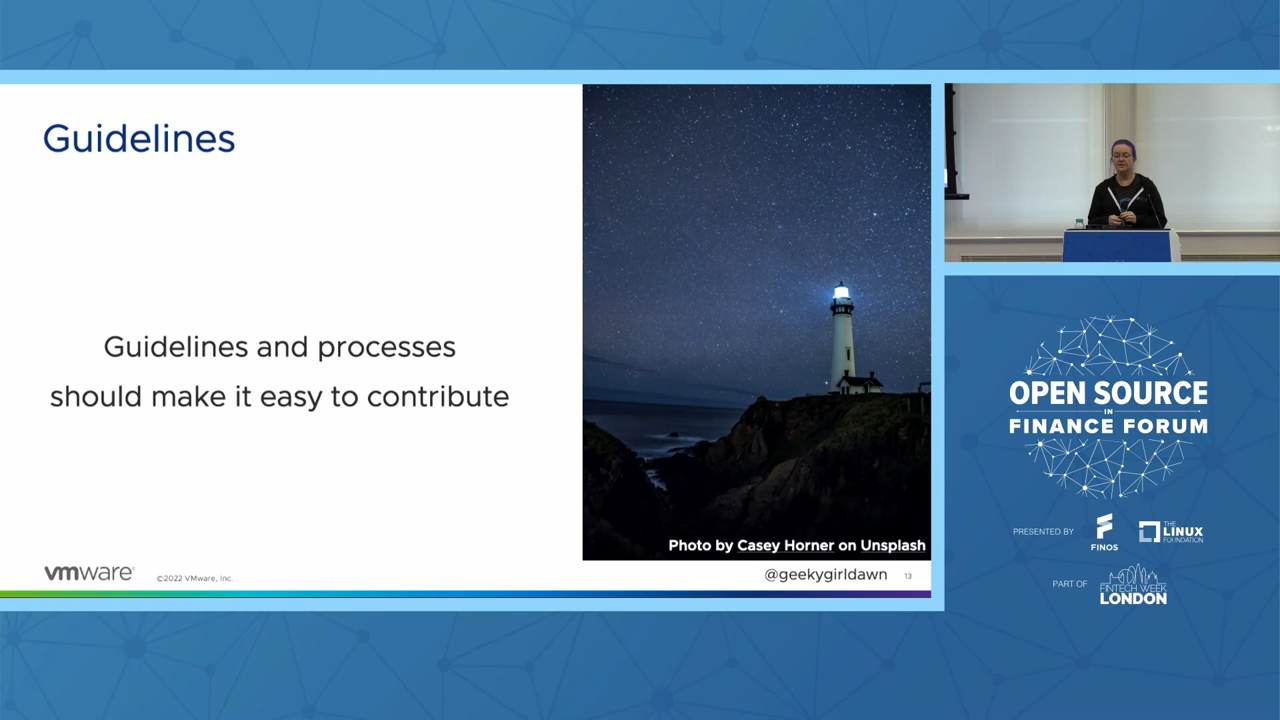 Guidelines
Guidelines and processes
should make it easy to contribute
Photo by Casey Horner on Unsplash
vmware®
©2022 VMware, Inc.
@geekygirldawn
13
OPEN SOURCE
IN
FINANCE FORUM
PRESENTED BY
FINOS
THE
LINUX
FOUNDATION
PART OF
FINTECH WEEK
LONDON